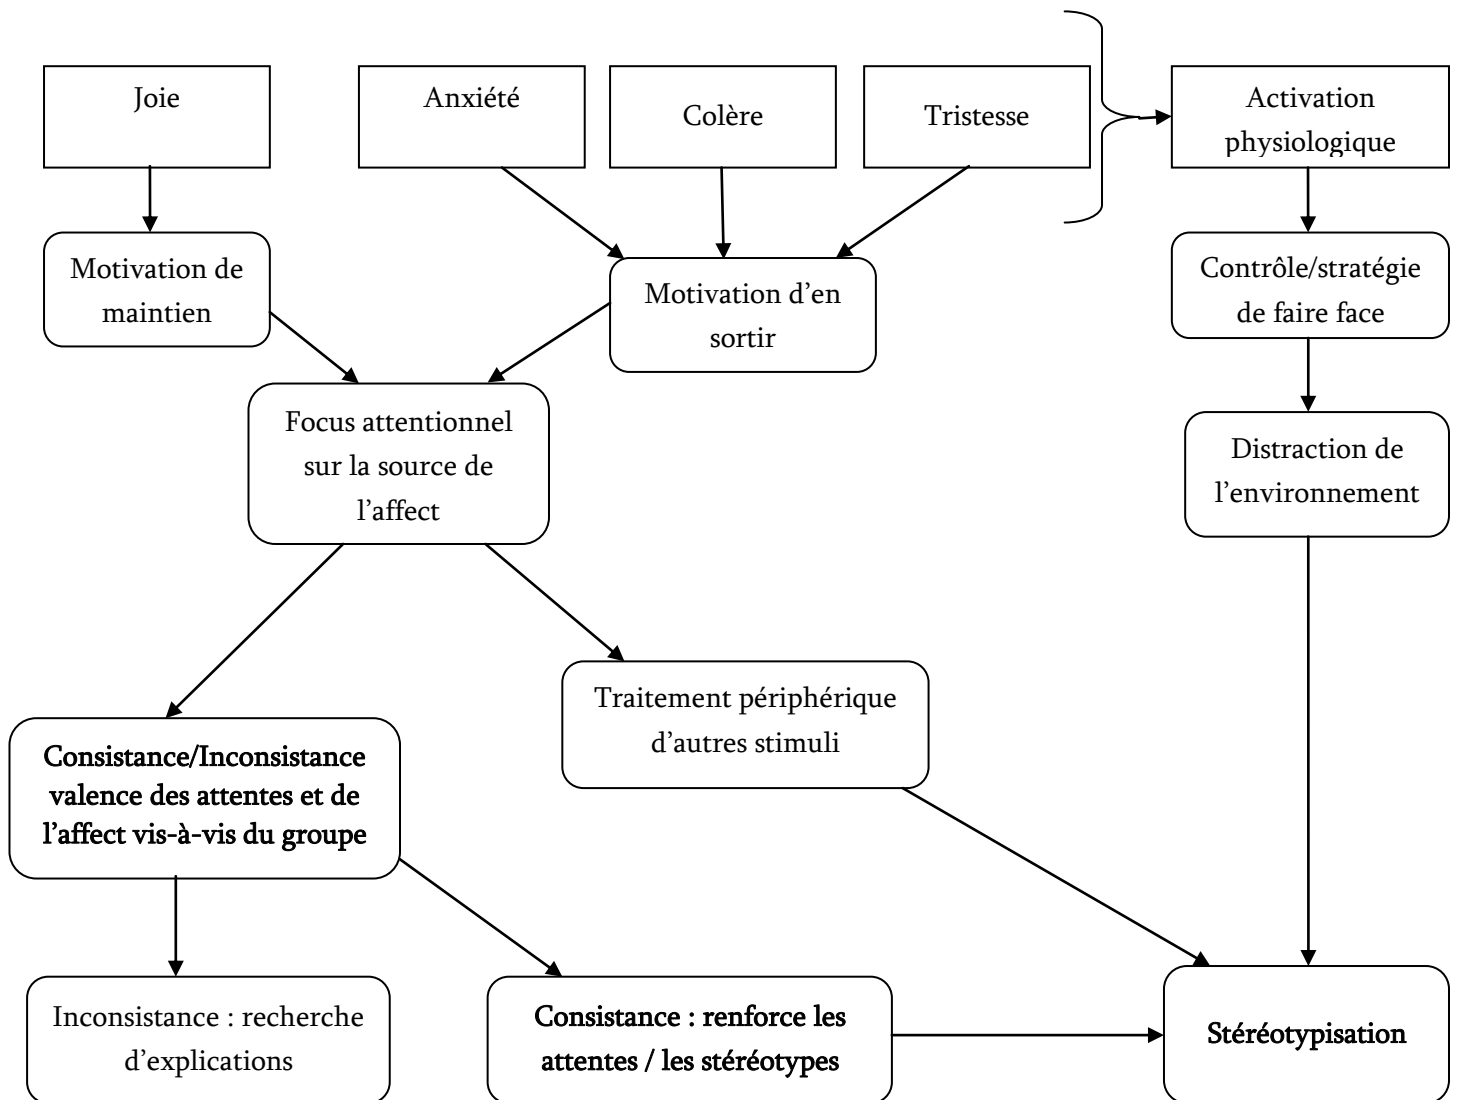 Joie
Anxiété
Colère
Tristesse
Activation
physiologique
Motivation de
maintien
Motivation d’en
sortir
Contrôle/stratégie
de faire face
Focus attentionnel
sur la source de
l’affect
Distraction de
l’environnement
Traitement périphérique
d’autres stimuli
Consistance/Inconsistance
valence des attentes et de
l’affect vis-à-vis du groupe
Inconsistance : recherche
d’explications
Consistance : renforce les
attentes / les stéréotypes
Stéréotypisation